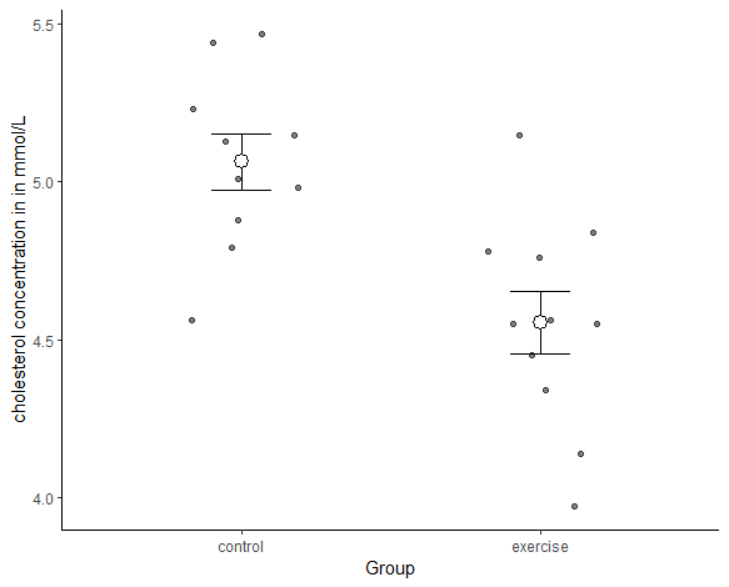 cholesterol concentration in in mmol/L
5.5
5.0
4.5
4.0
control
exercise
Group